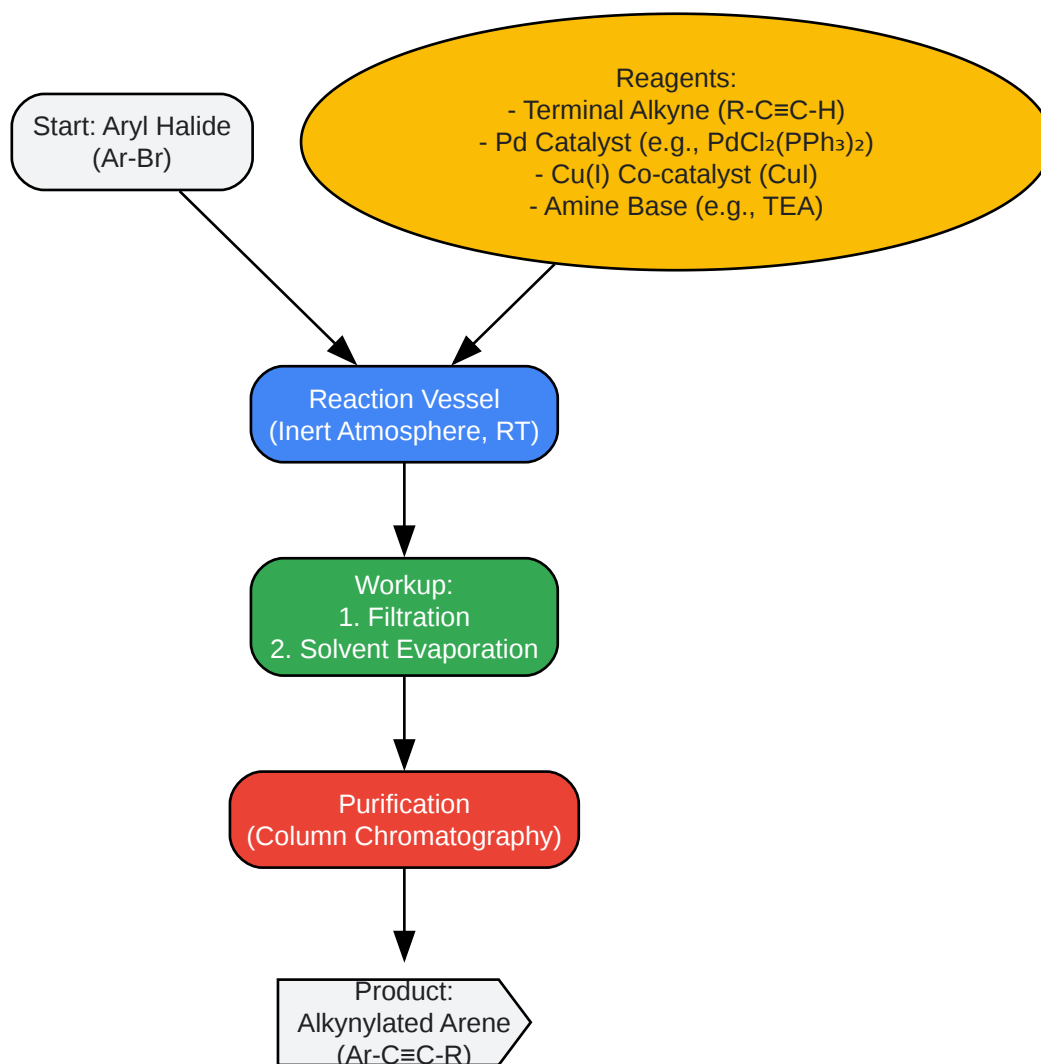 Start: Aryl Halide
(Ar-Br)
Reagents:
- Terminal Alkyne (R-C≡C-H)
- Pd Catalyst (e.g., PdCl₂(PPh₃)₂)
- Cu(I) Co-catalyst (CuI)
- Amine Base (e.g., TEA)
Reaction Vessel
(Inert Atmosphere, RT)
Workup:
1. Filtration
2. Solvent Evaporation
Purification
(Column Chromatography)
Product:
Alkynylated Arene
(Ar-C≡C-R)